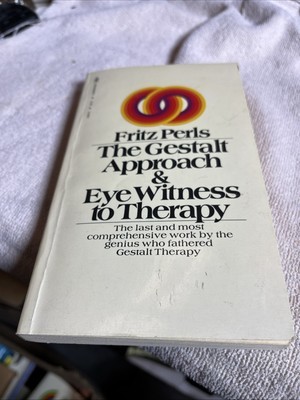 Fritz Perls
The Gestalt
Approach
&
Eye Witness
to Therapy
The last and most
comprehensive work by the
genius who fathered
Gestalt Therapy